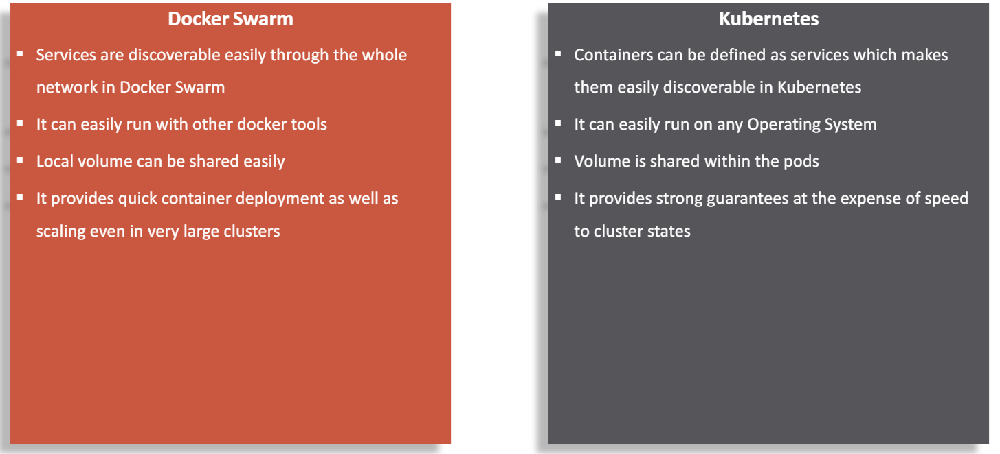 Docker Swarm
▪ Services are discoverable easily through the whole
network in Docker Swarm
▪ It can easily run with other docker tools
▪ Local volume can be shared easily
▪ It provides quick container deployment as well as
scaling even in very large clusters
Kubernetes
▪ Containers can be defined as services which makes
them easily discoverable in Kubernetes
▪ It can easily run on any Operating System
▪ Volume is shared within the pods
▪ It provides strong guarantees at the expense of speed
to cluster states